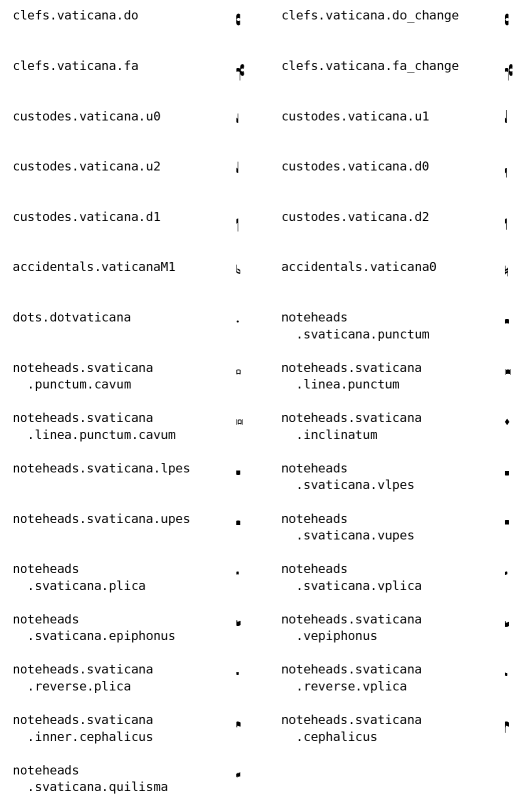 clefs.vaticana.do
clefs.vaticana.do_change
clefs.vaticana.fa
clefs.vaticana.fa_change
custodes.vaticana.u0
custodes.vaticana.u1
custodes.vaticana.u2
custodes.vaticana.d0
custodes.vaticana.d1
custodes.vaticana.d2
accidentals.vaticanaM1
accidentals.vaticana0
dots.dotvaticana
noteheads
.svaticana.punctum
noteheads.svaticana
.punctum.cavum
noteheads.svaticana
.linea.punctum
noteheads.svaticana
.linea.punctum.cavum
noteheads.svaticana
.inclinatum
noteheads.svaticana.lpes
noteheads
.svaticana.vlpes
noteheads.svaticana.upes
noteheads
.svaticana.vupes
noteheads
.svaticana.plica
noteheads
.svaticana.vplica
noteheads
.svaticana.epiphonus
noteheads.svaticana
.vepiphonus
noteheads.svaticana
.reverse.plica
noteheads.svaticana
.reverse.vplica
noteheads.svaticana
.inner.cephalicus
noteheads.svaticana
.cephalicus
noteheads
.svaticana.quilisma